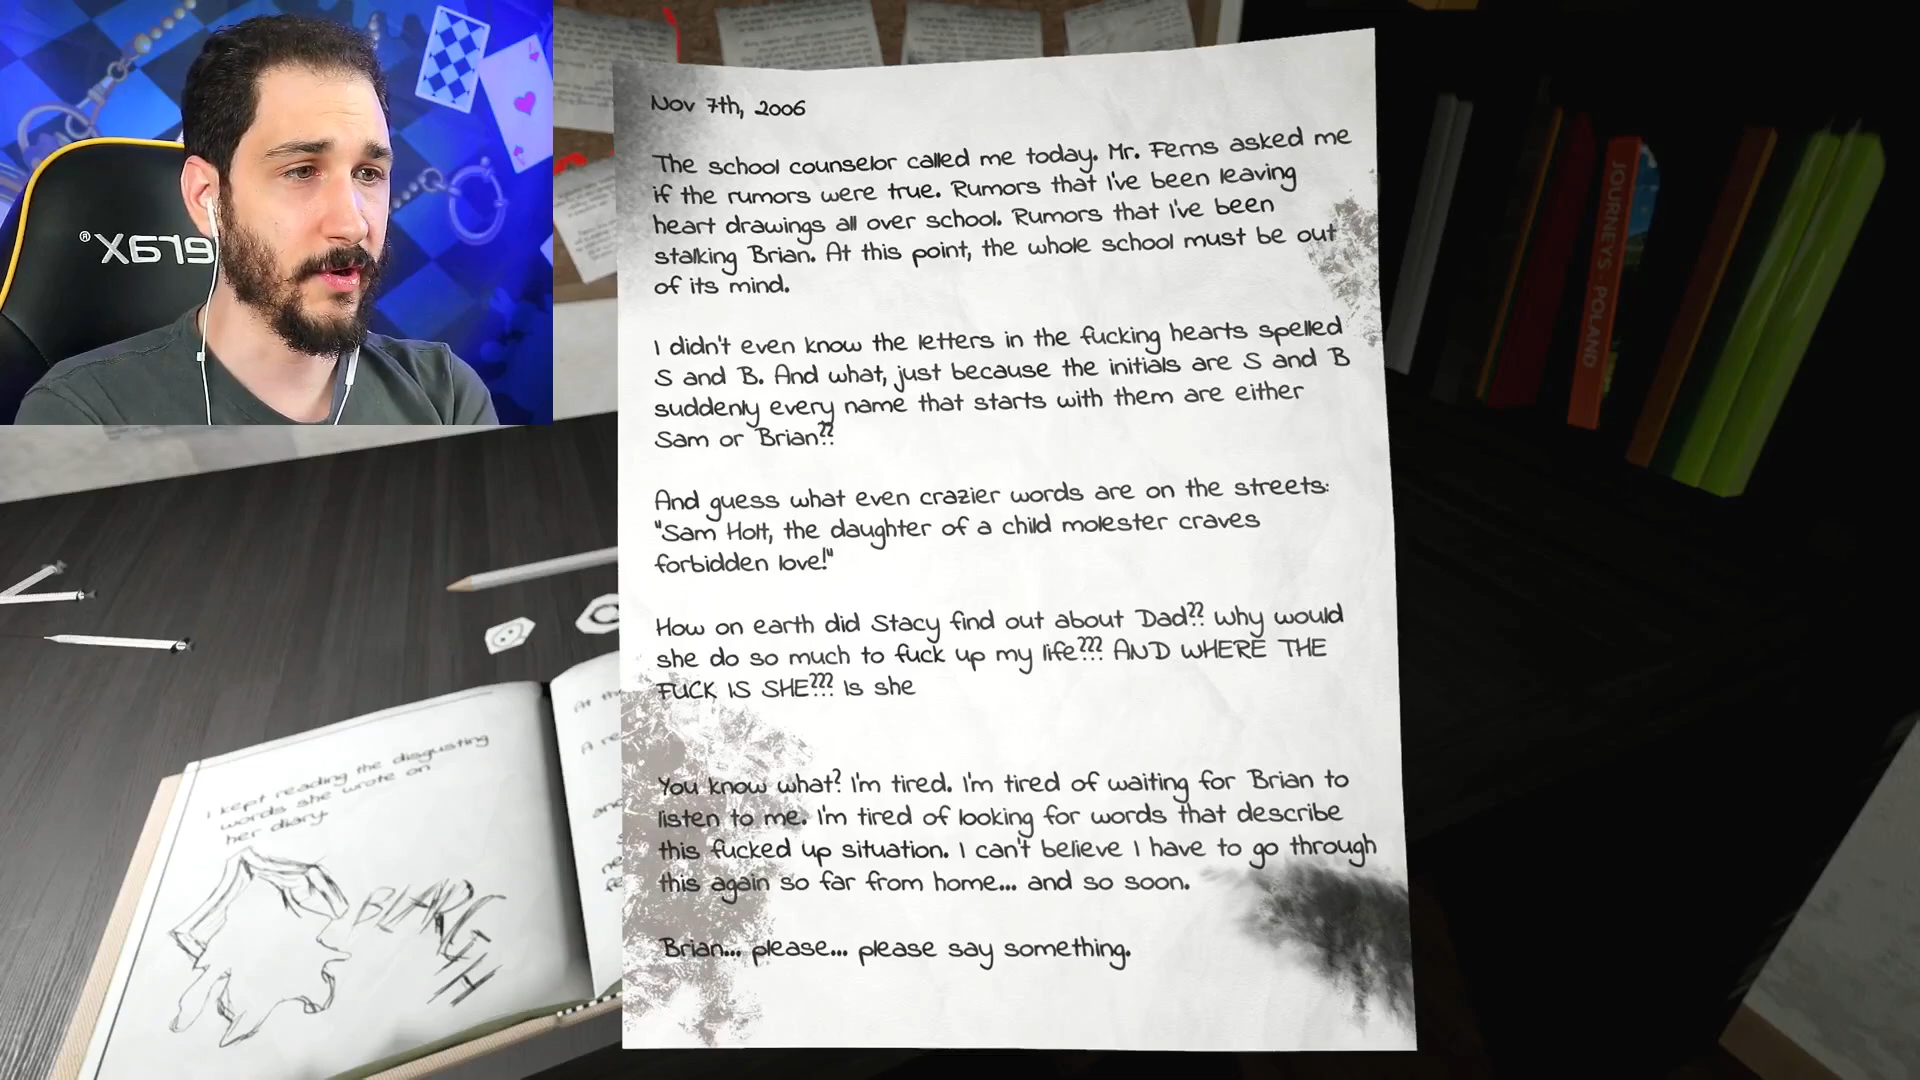 Nov 7th, 2006
The school counselor called me today. Mr. Ferns asked me
if the rumors were true. Rumors that I've been leaving
heart drawings all over school. Rumors that I've been
stalking Brian. At this point, the whole school must be out
of its mind.
I didn't even know the letters in the fucking hearts spelled
S and B. And what, just because the initials are S and B
suddenly every name that starts with them are either
Sam or Brian??
And guess what even crazier words are on the streets:
"Sam Holt, the daughter of a child molester craves
forbidden love!"
How on earth did Stacy find out about Dad?? Why would
she do so much to fuck up my life??? AND WHERE THE
FUCK IS SHE??? Is she
You know what? I'm tired. I'm tired of waiting for Brian to
listen to me. I'm tired of looking for words that describe
this fucked up situation. I can't believe I have to go through
this again so far from home... and so soon.
Brian... please... please say something.
I kept reading the disgusting
words she wrote on
her diary
BLARGHH
JOURNEYS POLAND
erax®